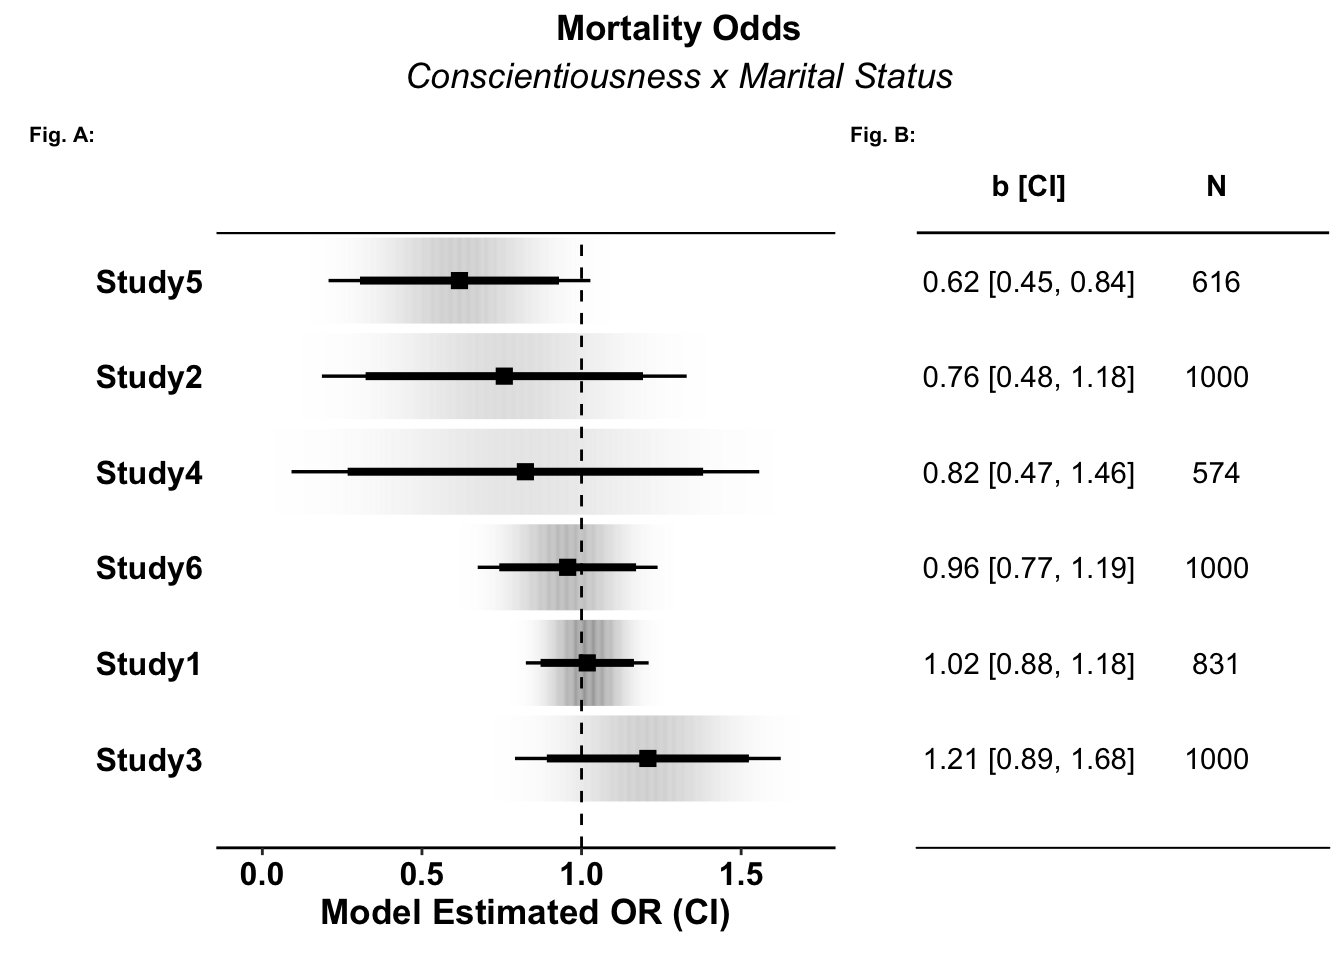 Mortality Odds
Conscientiousness x Marital Status
Fig. A:
Fig. B:
b [CI] N
Study5 0.62 [0.45, 0.84] 616
Study2 0.76 [0.48, 1.18] 1000
Study4 0.82 [0.47, 1.46] 574
Study6 0.96 [0.77, 1.19] 1000
Study1 1.02 [0.88, 1.18] 831
Study3 1.21 [0.89, 1.68] 1000
0.0 0.5 1.0 1.5
Model Estimated OR (CI)